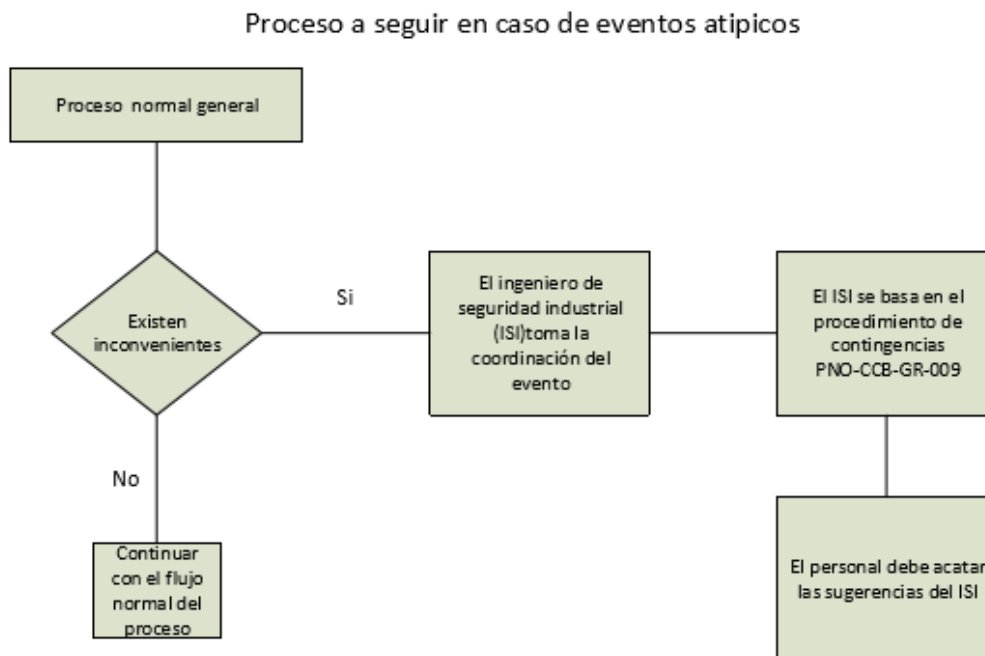 Proceso a seguir en caso de eventos atipicos
Proceso normal general
Existen
inconvenientes
Si
El ingeniero de
seguridad industrial
(ISI)toma la
coordinación del
evento
El ISI se basa en el
procedimiento de
contingencias
PNO-CCB-GR-009
No
Continuar
con el flujo
normal del
proceso
El personal debe acatar
las sugerencias del ISI